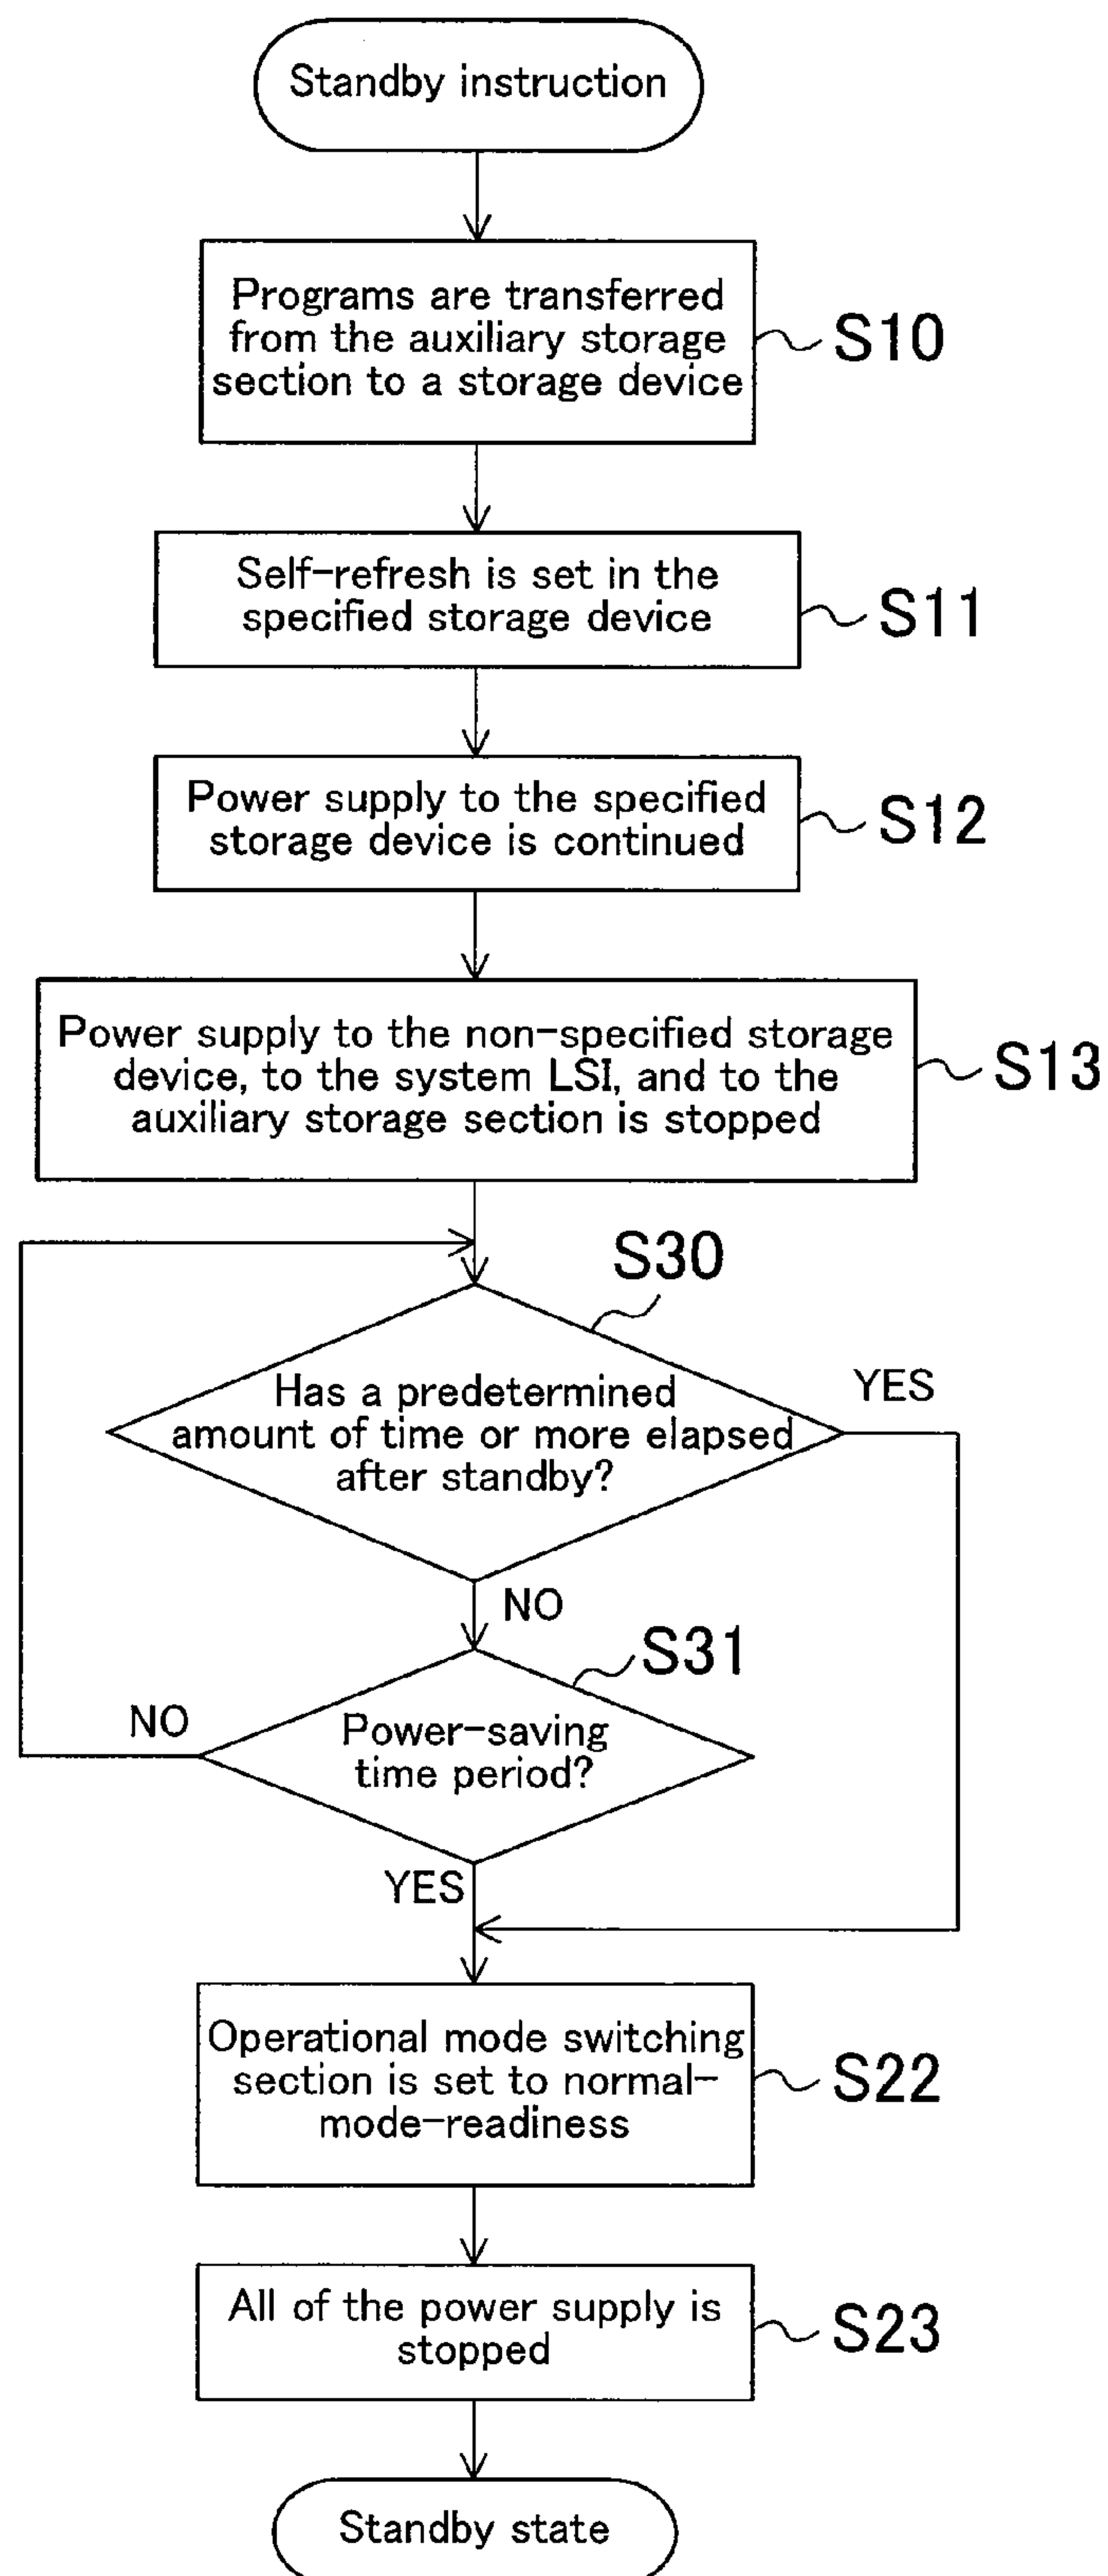 Standby instruction
Programs are transferred
from the auxiliary storage
section to a storage device
S10
Self-refresh is set in the
specified storage device
S11
Power supply to the specified
storage device is continued
S12
Power supply to the non-specified storage
device, to the system LSI, and to the
auxiliary storage section is stopped
S13
S30
Has a predetermined
amount of time or more elapsed
after standby?
YES
NO
S31
Power-saving
time period?
NO
YES
Operational mode switching
section is set to normal-
mode-readiness
S22
All of the power supply is
stopped
S23
Standby state